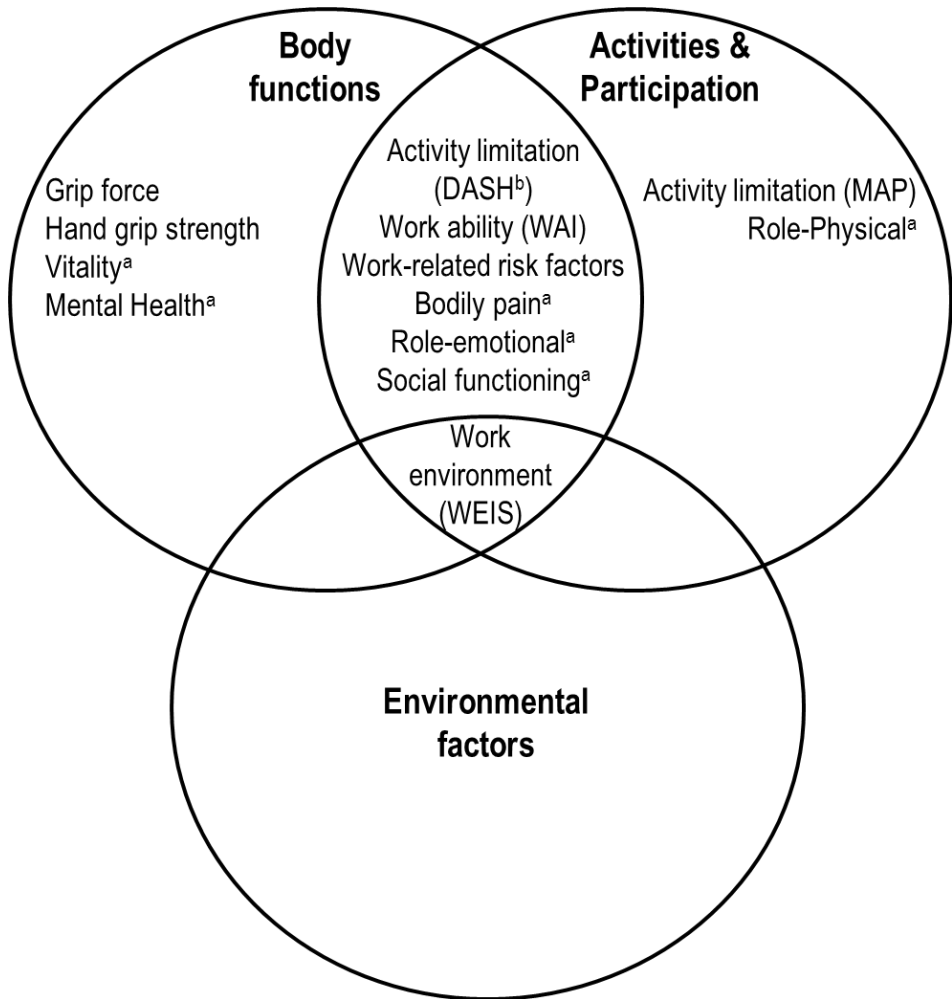 Body
functions
Activities &
Participation
Grip force
Hand grip strength
Vitalityᵃ
Mental Healthᵃ
Activity limitation
(DASHᵇ)
Work ability (WAI)
Work-related risk factors
Bodily painᵃ
Role-emotionalᵃ
Social functioningᵃ
Activity limitation (MAP)
Role-Physicalᵃ
Work
environment
(WEIS)
Environmental
factors